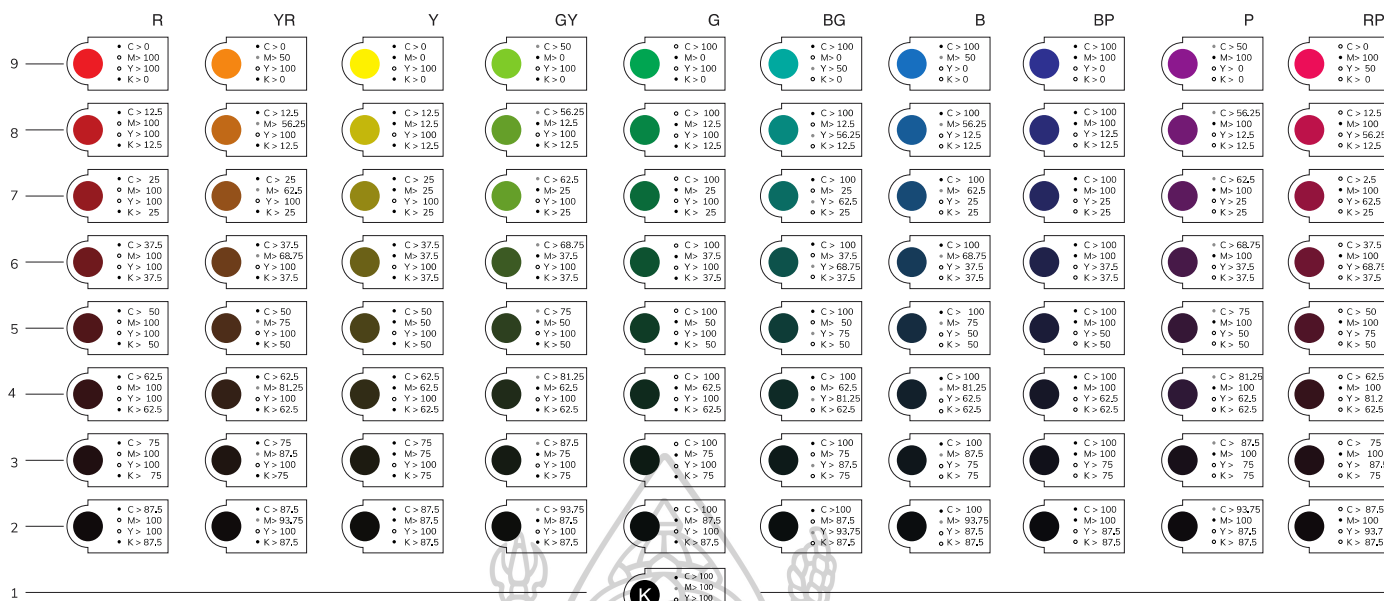 R YR Y GY G BG B BP P RP
9
C > 0 C > 0 C > 0 C > 50 C > 100 C > 100 C > 100 C > 100 C > 50 C > 0
M> 100 M> 50 M> 0 M> 0 M> 0 M> 0 M> 50 M> 100 M> 100 M> 100
Y > 100 Y > 100 Y > 100 Y > 100 Y > 100 Y > 50 Y > 0 Y > 0 Y > 0 Y > 50
K > 0 K > 0 K > 0 K > 0 K > 0 K > 0 K > 0 K > 0 K > 0 K > 0
8
C > 12.5 C > 12.5 C > 12.5 C > 56.25 C > 100 C > 100 C > 100 C > 100 C > 56.25 C > 12.5
M> 100 M> 56.25 M> 12.5 M> 12.5 M> 12.5 M> 12.5 M> 56.25 M> 100 M> 100 M> 100
Y > 100 Y > 100 Y > 100 Y > 100 Y > 100 Y > 56.25 Y > 12.5 Y > 12.5 Y > 12.5 Y > 56.25
K > 12.5 K > 12.5 K > 12.5 K > 12.5 K > 12.5 K > 12.5 K > 12.5 K > 12.5 K > 12.5 K > 12.5
7
C > 25 C > 25 C > 25 C > 62.5 C > 100 C > 100 C > 100 C > 100 C > 62.5 C > 2.5
M> 100 M> 62.5 M> 25 M> 25 M> 25 M> 25 M> 62.5 M> 100 M> 100 M> 100
Y > 100 Y > 100 Y > 100 Y > 100 Y > 100 Y > 62.5 Y > 25 Y > 25 Y > 25 Y > 62.5
K > 25 K > 25 K > 25 K > 25 K > 25 K > 25 K > 25 K > 25 K > 25 K > 25
6
C > 37.5 C > 37.5 C > 37.5 C > 68.75 C > 100 C > 100 C > 100 C > 100 C > 68.75 C > 37.5
M> 100 M> 68.75 M> 37.5 M> 37.5 M> 37.5 M> 37.5 M> 68.75 M> 100 M> 100 M> 100
Y > 100 Y > 100 Y > 100 Y > 100 Y > 100 Y > 68.75 Y > 37.5 Y > 37.5 Y > 37.5 Y > 68.75
K > 37.5 K > 37.5 K > 37.5 K > 37.5 K > 37.5 K > 37.5 K > 37.5 K > 37.5 K > 37.5 K > 37.5
5
C > 50 C > 50 C > 50 C > 75 C > 100 C > 100 C > 100 C > 100 C > 75 C > 50
M> 100 M> 75 M> 50 M> 50 M> 50 M> 50 M> 75 M> 100 M> 100 M> 100
Y > 100 Y > 100 Y > 100 Y > 100 Y > 100 Y > 75 Y > 50 Y > 50 Y > 50 Y > 75
K > 50 K > 50 K > 50 K > 50 K > 50 K > 50 K > 50 K > 50 K > 50 K > 50
4
C > 62.5 C > 62.5 C > 62.5 C > 81.25 C > 100 C > 100 C > 100 C > 100 C > 81.25 C > 62.5
M> 100 M> 81.25 M> 62.5 M> 62.5 M> 62.5 M> 62.5 M> 81.25 M> 100 M> 100 M> 100
Y > 100 Y > 100 Y > 100 Y > 100 Y > 100 Y > 81.25 Y > 62.5 Y > 62.5 Y > 62.5 Y > 81.2
K > 62.5 K > 62.5 K > 62.5 K > 62.5 K > 62.5 K > 62.5 K > 62.5 K > 62.5 K > 62.5 K > 62.5
3
C > 75 C > 75 C > 75 C > 87.5 C > 100 C > 100 C > 100 C > 100 C > 87.5 C > 75
M> 100 M> 87.5 M> 75 M> 75 M> 75 M> 75 M> 87.5 M> 100 M> 100 M> 100
Y > 100 Y > 100 Y > 100 Y > 100 Y > 100 Y > 87.5 Y > 75 Y > 75 Y > 75 Y > 87.5
K > 75 K >75 K > 75 K > 75 K > 75 K > 75 K > 75 K > 75 K > 75 K > 75
2
C > 87.5 C > 87.5 C > 87.5 C > 93.75 C > 100 C >100 C > 100 C > 100 C > 93.75 C > 87.5
M> 100 M> 93.75 M> 87.5 M> 87.5 M> 87.5 M> 87.5 M> 93.75 M> 100 M> 100 M> 100
Y > 100 Y > 100 Y > 100 Y > 100 Y > 100 Y > 93.75 Y > 87.5 Y > 87.5 Y > 87.5 Y > 93.7
K > 87.5 K > 87.5 K > 87.5 K > 87.5 K > 87.5 K > 87.5 K > 87.5 K > 87.5 K > 87.5 K > 87.5
1
K
C > 100
M> 100
Y > 100